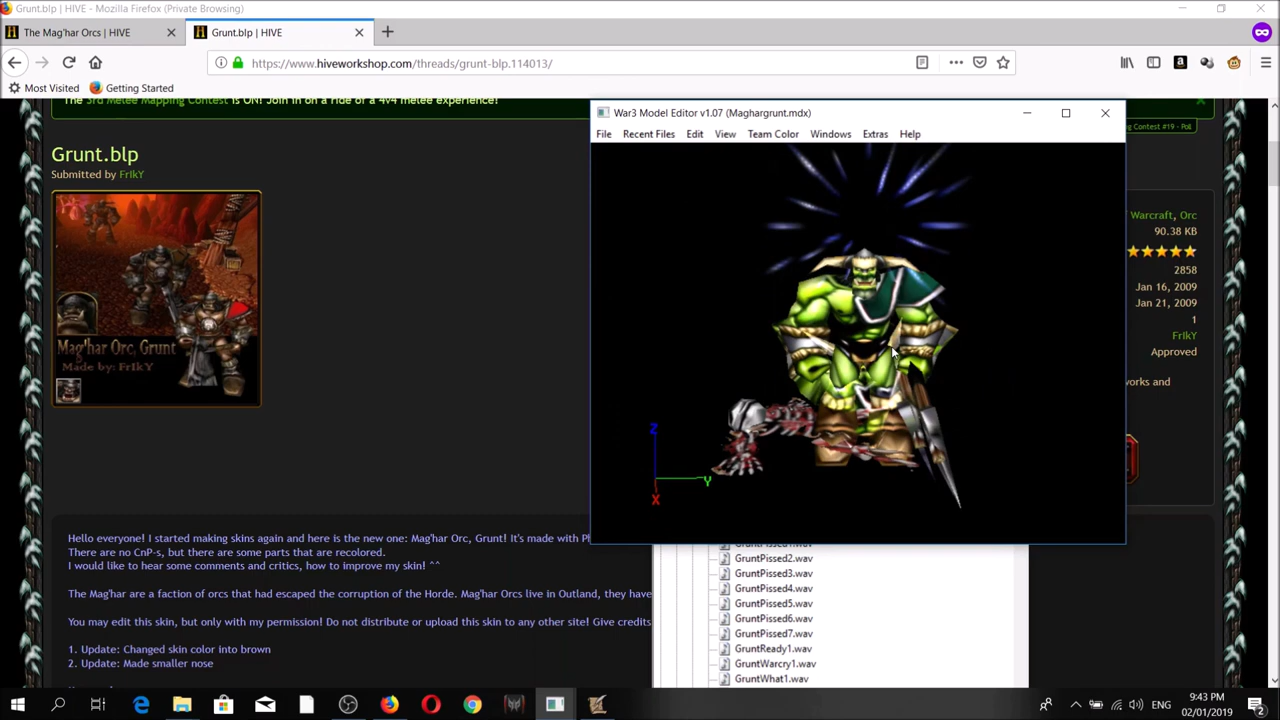 Grunt.blp | HIVE - Mozilla Firefox (Private Browsing)
The Mag'har Orcs | HIVE
Grunt.blp | HIVE
https://www.hiveworkshop.com/threads/grunt-blp.114013/
Most Visited
Getting Started
The 3rd Melee Mapping Contest is ON! Join in on a ride of a 4v4 melee experience!
War3 Model Editor v1.07 (Maghargrunt.mdx)
File Recent Files Edit View Team Color Windows Extras Help
Contest #19 - Poll
Grunt.blp
Submitted by FrIkY
Mag'har Orc, Grunt
Made by: FrIkY
Warcraft, Orc
90.38 KB
2858
Jan 16, 2009
Jan 21, 2009
1
FrIkY
Approved
works and
Z
Y
X
Hello everyone! I started making skins again and here is the new one: Mag'har Orc, Grunt! It's made with
There are no CnP-s, but there are some parts that are recolored.
I would like to hear some comments and critics, how to improve my skin! ^^
The Mag'har are a faction of orcs that had escaped the corruption of the Horde. Mag'har Orcs live in Outland, they have
You may edit this skin, but only with my permission! Do not distribute or upload this skin to any other site! Give credits
1. Update: Changed skin color into brown
2. Update: Made smaller nose
GruntPissed2.wav
GruntPissed3.wav
GruntPissed4.wav
GruntPissed5.wav
GruntPissed6.wav
GruntPissed7.wav
GruntReady1.wav
GruntWarcry1.wav
GruntWhat1.wav
ENG
9:43 PM
02/01/2019
2